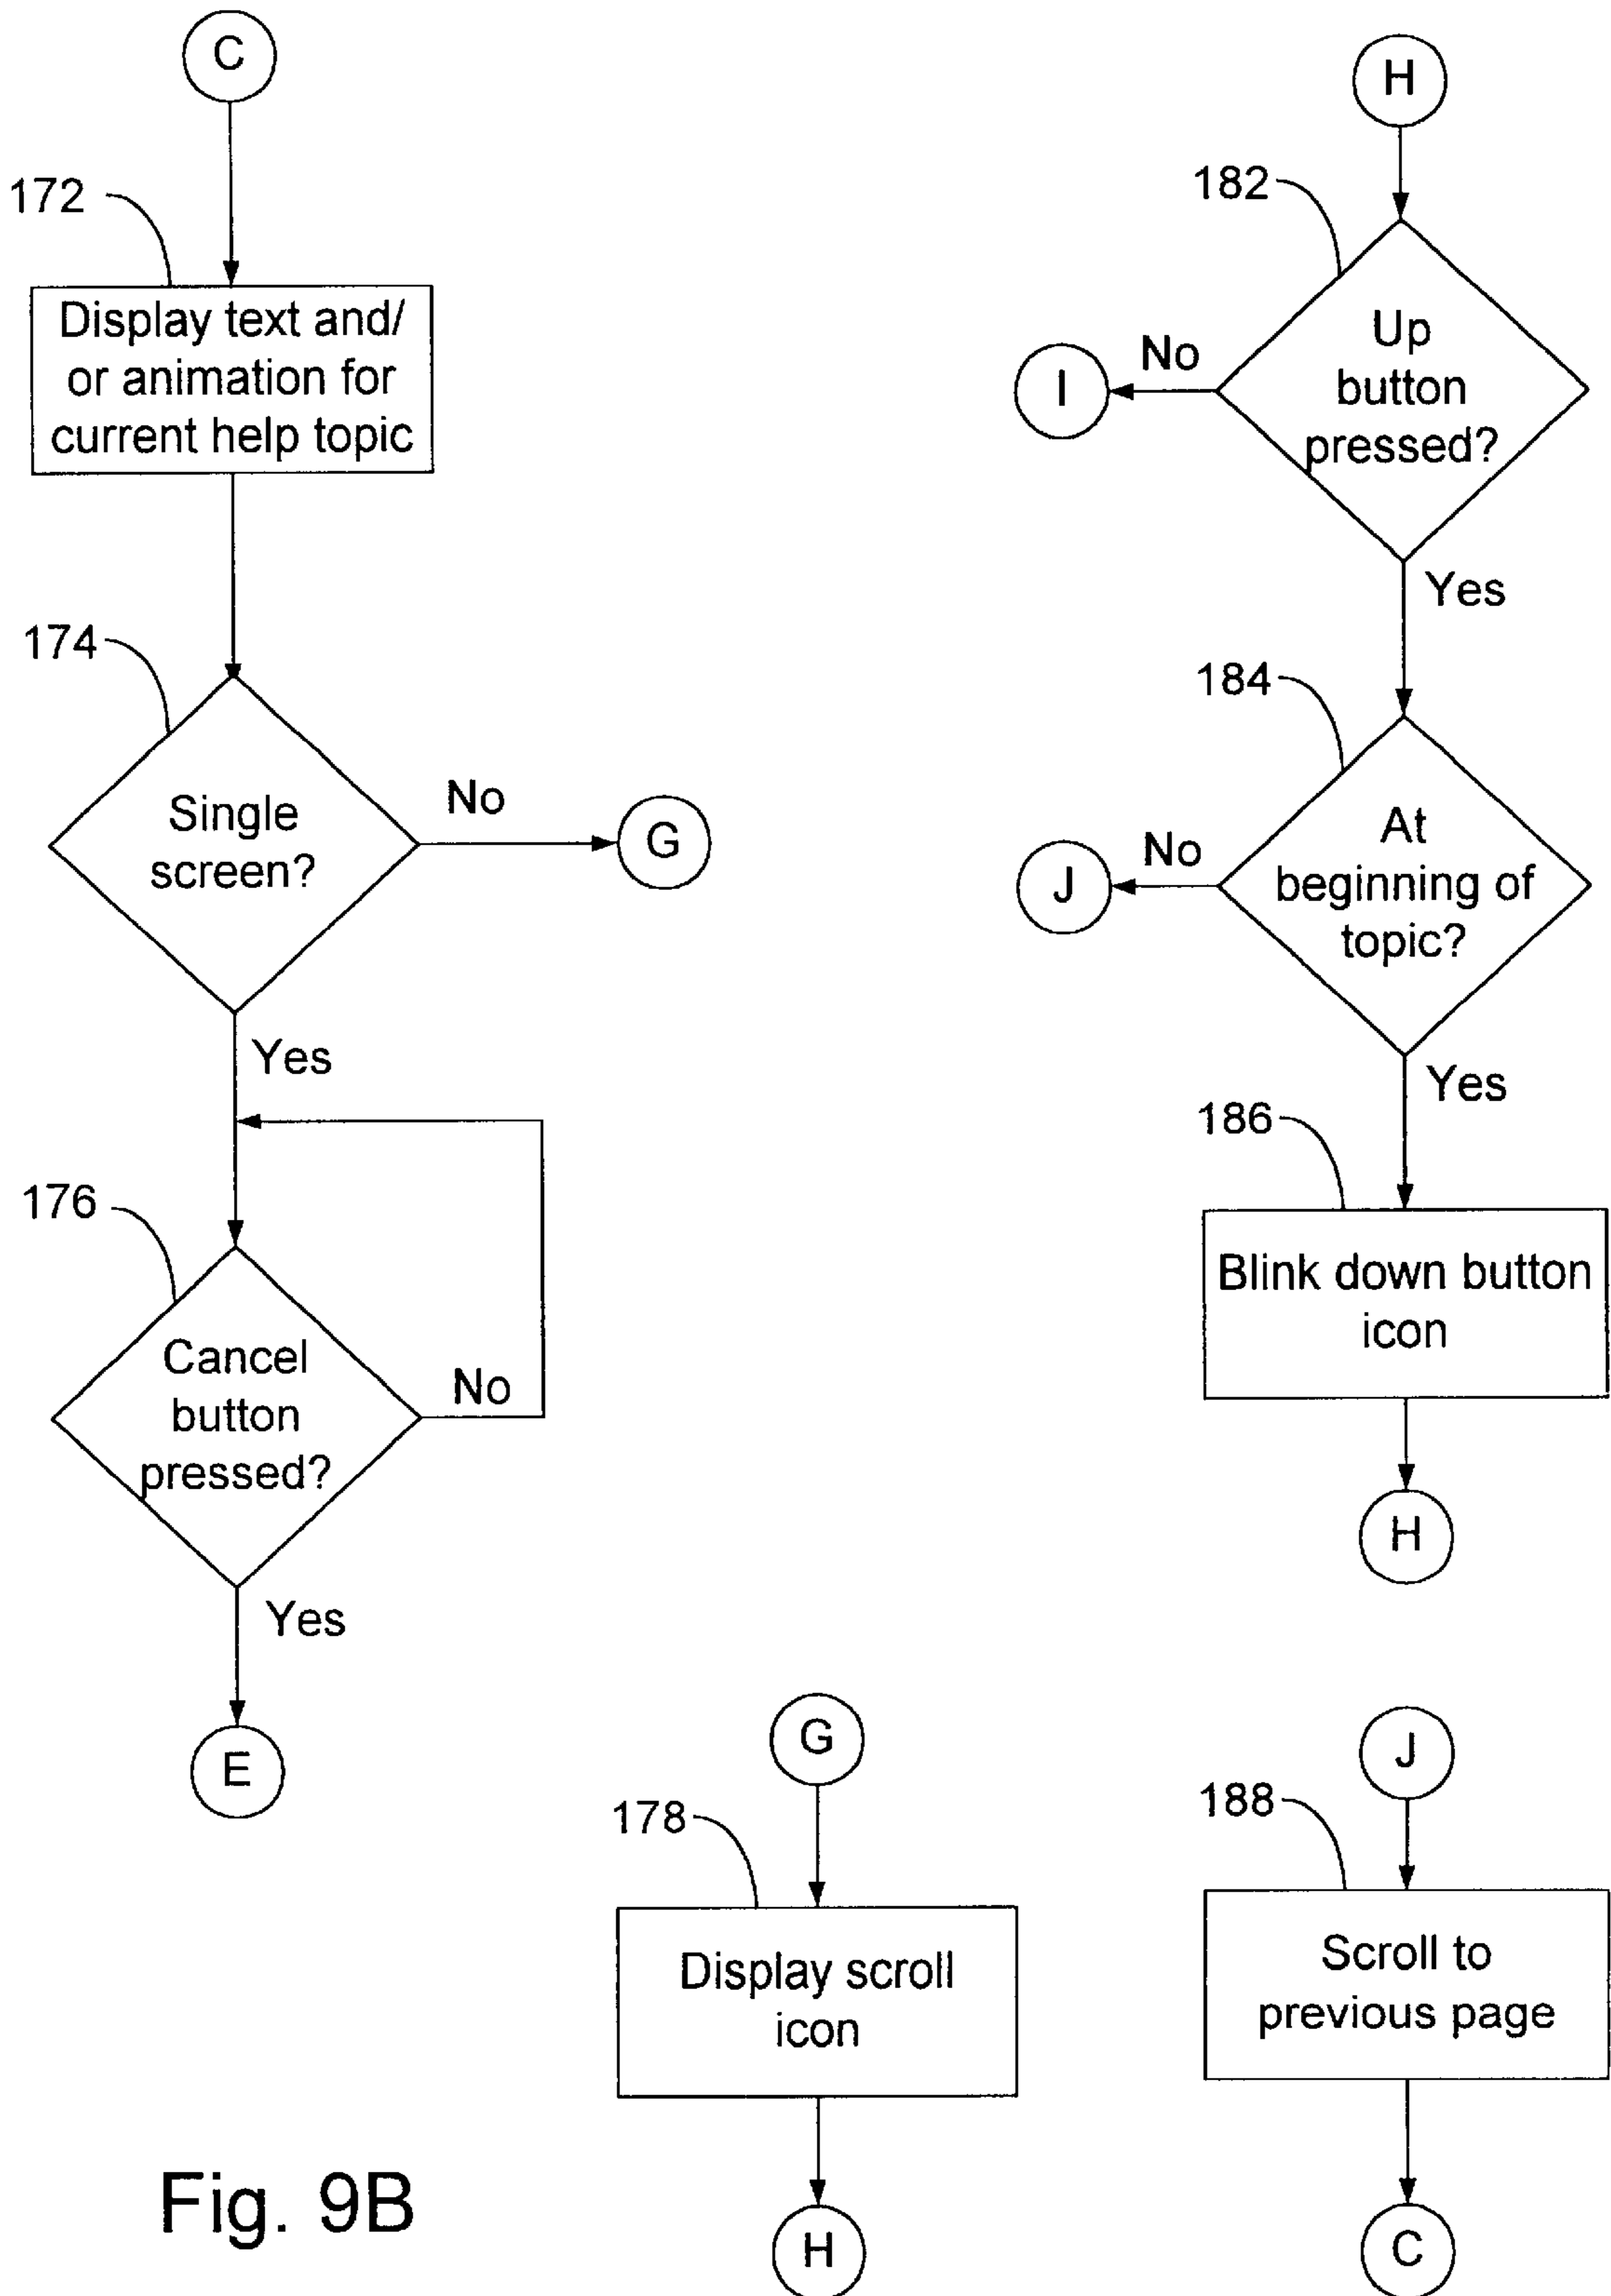 C
172
Display text and/
or animation for
current help topic
174
Single
screen?
No
G
Yes
176
Cancel
button
pressed?
No
Yes
E
G
178
Display scroll
icon
H
H
182
Up
button
pressed?
No
I
Yes
184
At
beginning of
topic?
No
J
Yes
186
Blink down button
icon
H
J
188
Scroll to
previous page
C
Fig. 9B